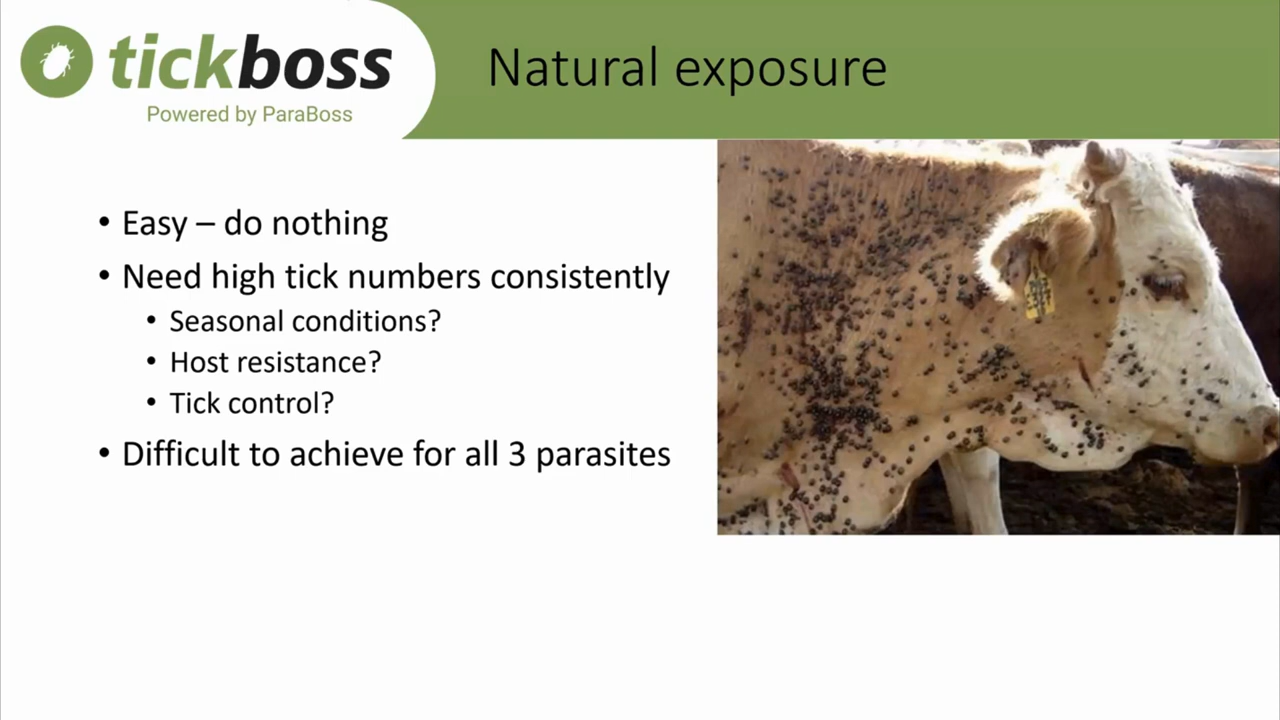 tickboss
Powered by ParaBoss
Natural exposure
• Easy – do nothing
• Need high tick numbers consistently
• Seasonal conditions?
• Host resistance?
• Tick control?
• Difficult to achieve for all 3 parasites